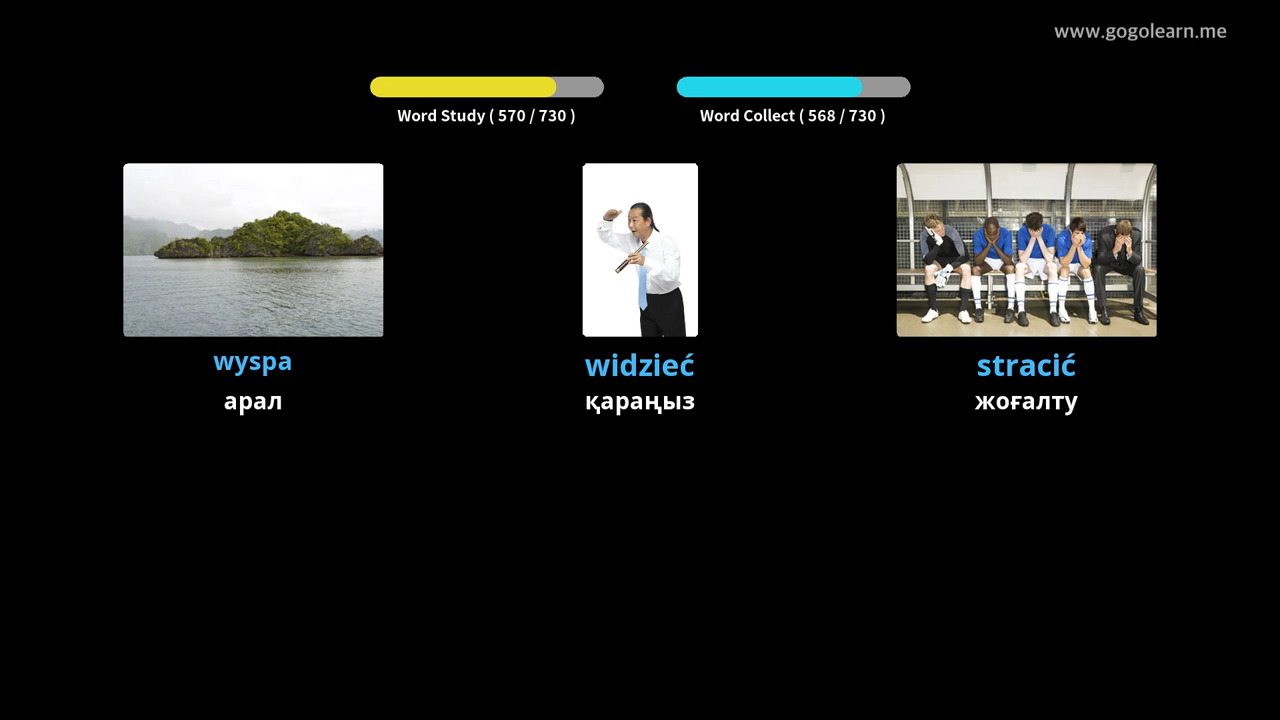 www.gogolearn.me
Word Study ( 570 / 730 )
Word Collect ( 568 / 730 )
wyspa
арал
widzieć
қараңыз
stracić
жоғалту